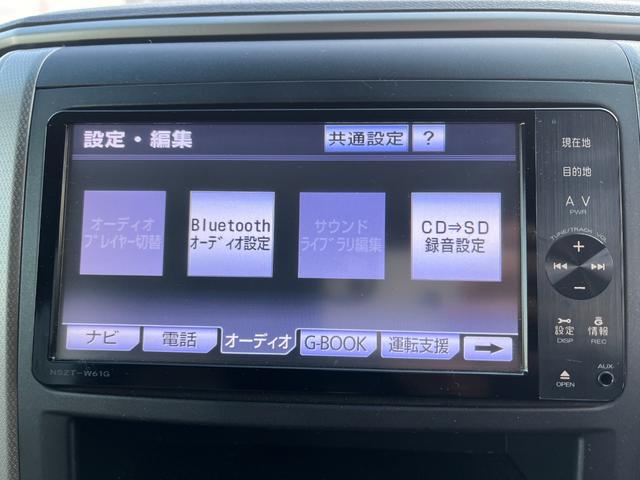 設定・編集
共通設定
?
オーディオ
プレイヤー切替
Bluetooth
オーディオ設定
サウンド
ライブラリ編集
CD⇒SD
録音設定
ナビ
電話
オーディオ
G-BOOK
運転支援
→
NSZT-W61G
現在地
目的地
AV
PWR
TUNE/TRACK VOL
+
−
設定
DISP
情報
REC
OPEN
AUX